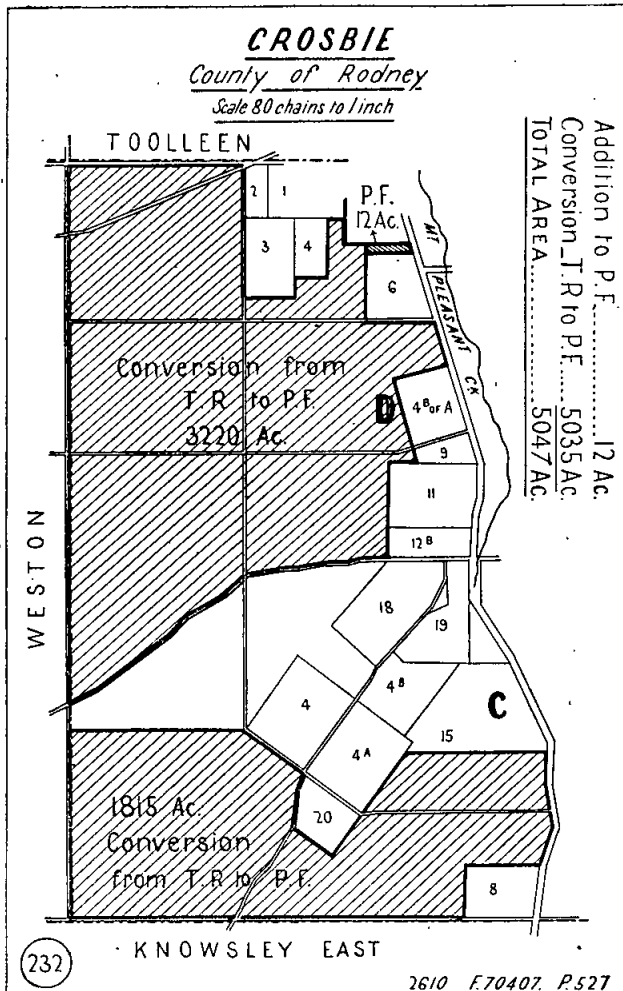 CROSBIE
County of Rodney
Scale 80 chains to 1 inch
TOOLLEEN
2
1
P.F.
12 Ac.
3
4
6
MT PLEASANT CK
Addition to P.F. .......... 12 Ac.
Conversion T.R to P.F. .... 5035 Ac.
TOTAL AREA .......... 5047 Ac.
Conversion from
T.R to P.F.
3220 Ac.
D
4B OF A
9
11
12B
WESTON
18
19
4
4B
C
15
4A
20
1815 Ac.
Conversion
from T.R to P.F.
8
232
KNOWSLEY EAST
2610 F.70407. P.527